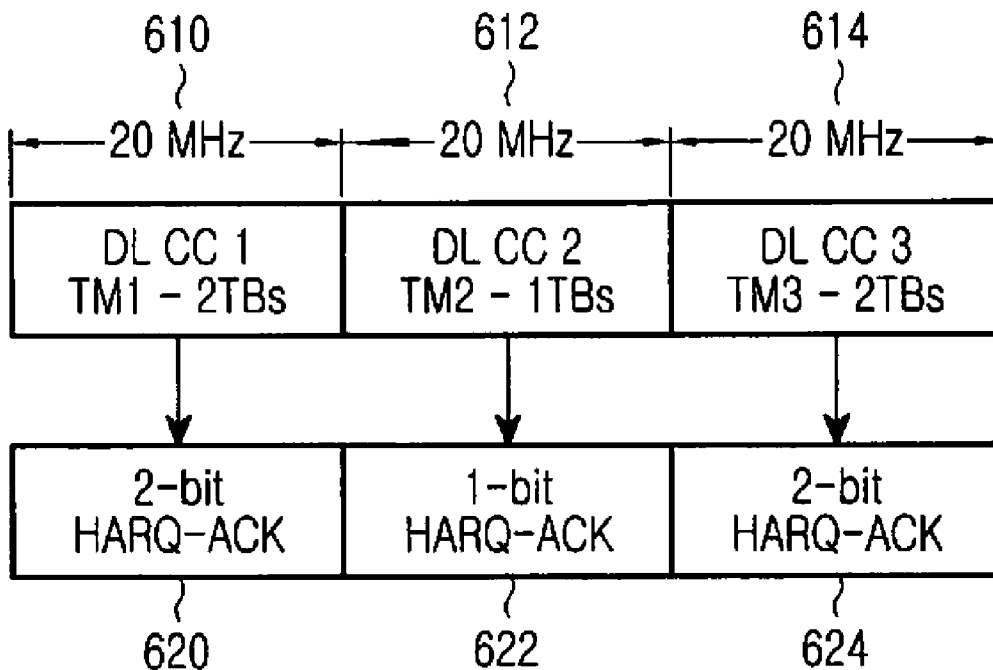 610 612 614
20 MHz 20 MHz 20 MHz
DL CC 1 DL CC 2 DL CC 3
TM1 - 2TBs TM2 - 1TBs TM3 - 2TBs
2-bit 1-bit 2-bit
HARQ-ACK HARQ-ACK HARQ-ACK
620 622 624